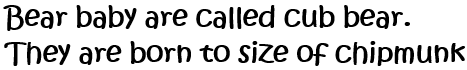 Bear baby are called cub bear.
They are born to size of chipmunk